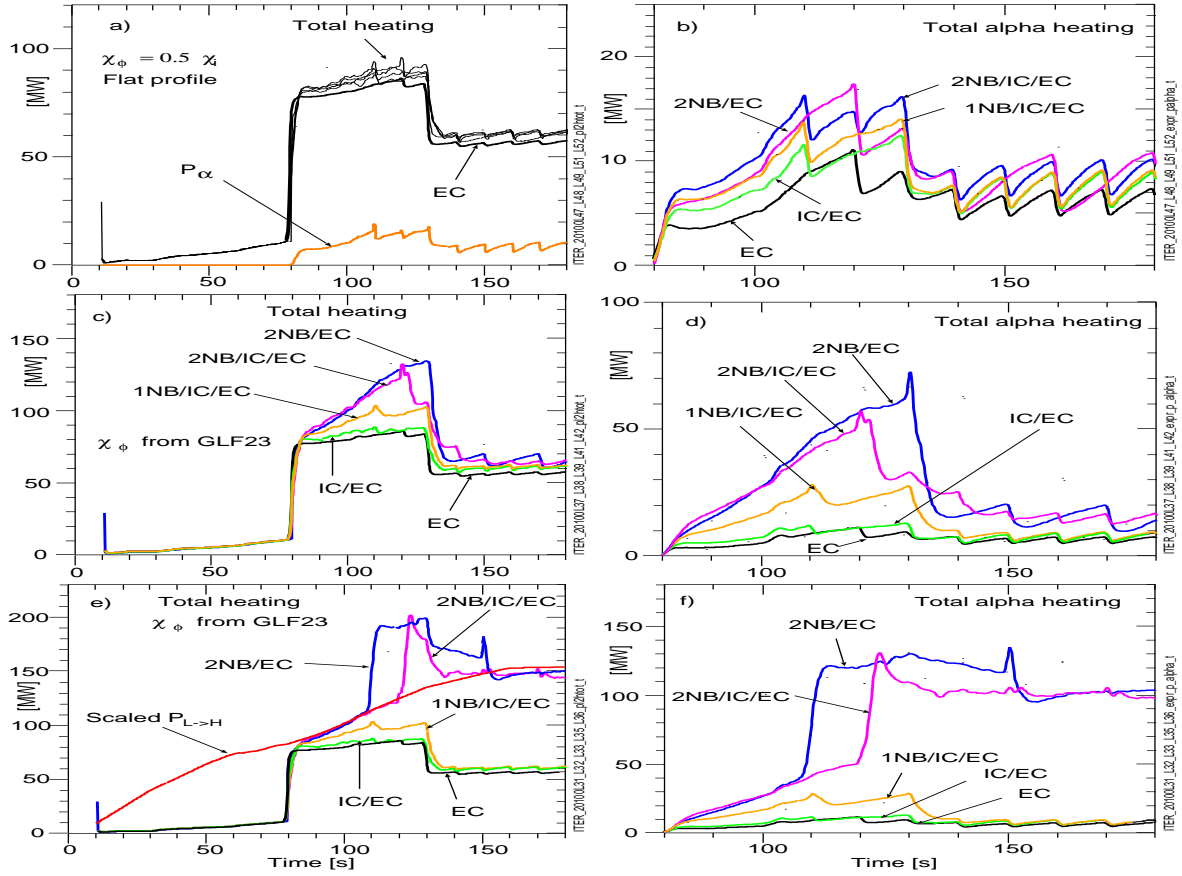 a)
Total heating
χϕ = 0.5 χi
Flat profile
[MW]
100
50
0
Pα
EC
0
50
100
150
ITER_20100L47_L48_L49_L51_L52_pl2htot_t
b)
Total alpha heating
[MW]
20
10
0
2NB/EC
2NB/IC/EC
1NB/IC/EC
IC/EC
EC
100
150
ITER_20100L47_L48_L49_L51_L52_expr_palpha_t
c)
Total heating
2NB/EC
2NB/IC/EC
1NB/IC/EC
[MW]
150
100
50
0
χϕ from GLF23
IC/EC
EC
0
50
100
150
ITER_20100L37_L38_L39_L41_L42_pl2htot_t
d)
Total alpha heating
[MW]
100
50
0
2NB/EC
2NB/IC/EC
1NB/IC/EC
IC/EC
EC
100
150
ITER_20100L37_L38_L39_L41_L42_expr_p_alpha_t
e)
Total heating
χϕ from GLF23
2NB/IC/EC
2NB/EC
[MW]
200
150
100
50
0
Scaled PL->H
1NB/IC/EC
IC/EC
EC
0
50
100
150
Time [s]
ITER_20100L31_L32_L33_L35_L36_pl2htot_t
f)
Total alpha heating
2NB/EC
[MW]
150
100
50
0
2NB/IC/EC
1NB/IC/EC
IC/EC
EC
100
150
Time [s]
ITER_20100L31_L32_L33_L35_L36_expr_p_alpha_t